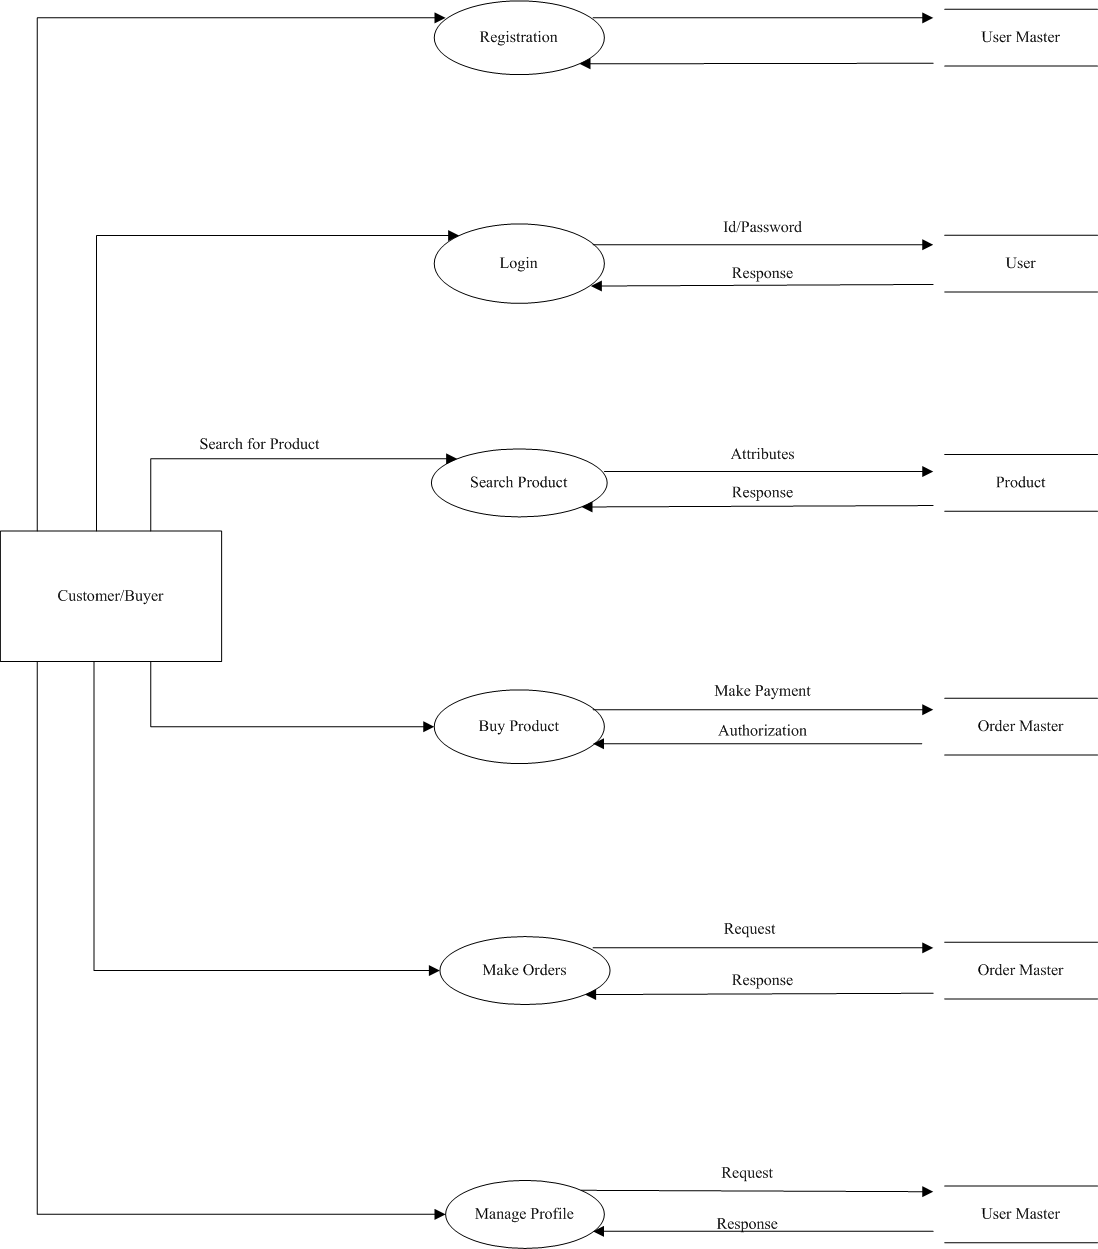 Registration
User Master
Id/Password
Login
User
Response
Search for Product
Attributes
Search Product
Product
Response
Customer/Buyer
Make Payment
Buy Product
Order Master
Authorization
Request
Make Orders
Order Master
Response
Request
Manage Profile
User Master
Response